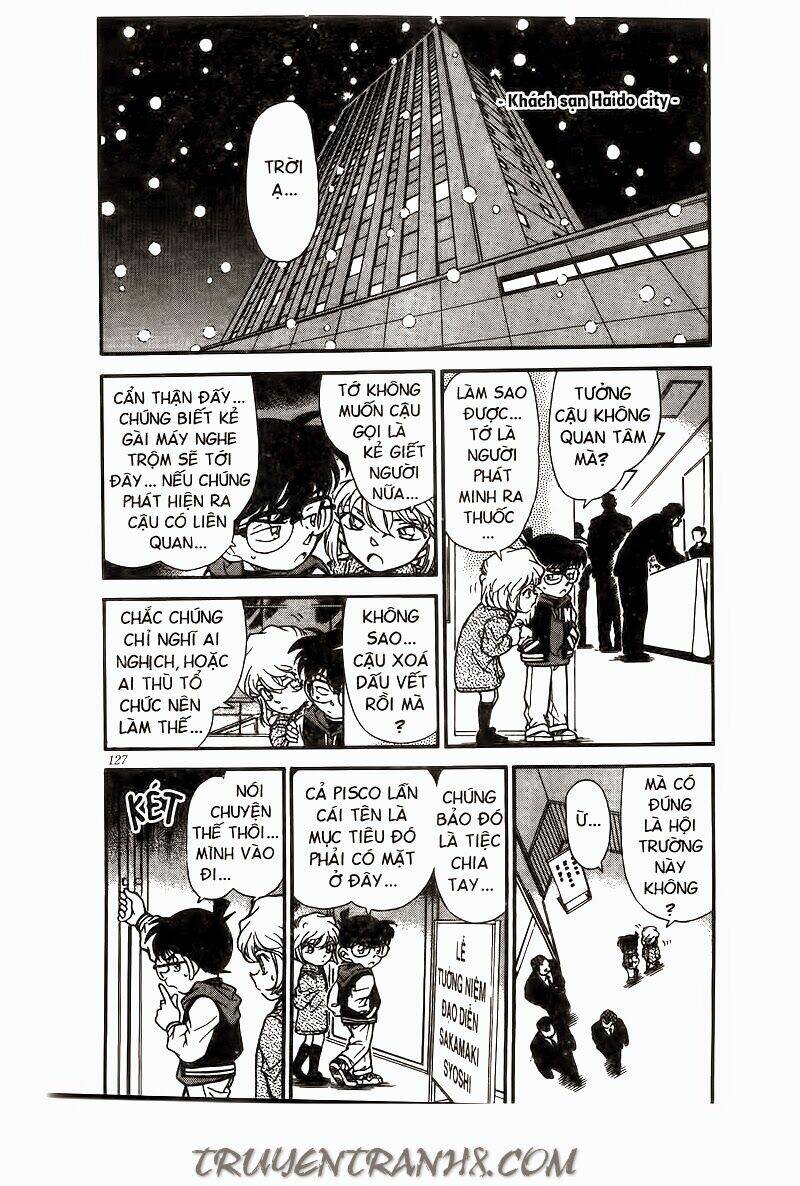 - Khách sạn Haido city -
TRỜI
Ạ...
TƯỞNG
CẬU KHÔNG
QUAN TÂM
MÀ?
LÀM SAO
ĐƯỢC...
TỚ LÀ
NGƯỜI
PHÁT
MINH RA
THUỐC
...
TỚ KHÔNG
MUỐN CẬU
GỌI LÀ
KẺ GIẾT
NGƯỜI
NỮA...
CẨN THẬN ĐẤY...
CHÚNG BIẾT KẺ
GÀI MÁY NGHE
TRỘM SẼ TỚI
ĐÂY... NẾU CHÚNG
PHÁT HIỆN RA
CẬU CÓ LIÊN
QUAN...
KHÔNG
SAO...
CẬU XOÁ
DẤU VẾT
RỒI MÀ
?
CHẮC CHÚNG
CHỈ NGHĨ AI
NGHỊCH, HOẶC
AI THÙ TỔ
CHỨC NÊN
LÀM THẾ...
127
MÀ CÓ
ĐÚNG
LÀ HỘI
TRƯỜNG
NÀY
KHÔNG
?
Ừ...
CHÚNG
BẢO ĐÓ
LÀ TIỆC
CHIA
TAY...
CẢ PISCO LẪN
CÁI TÊN LÀ
MỤC TIÊU ĐÓ
PHẢI CÓ MẶT
Ở ĐÂY...
LỄ
TƯỞNG NIỆM
ĐẠO DIỄN
SAKAMAKI
SYOSHI
NÓI
CHUYỆN
THẾ THÔI...
MÌNH VÀO
ĐI...
KÉT
TRUYENTRANH8.COM